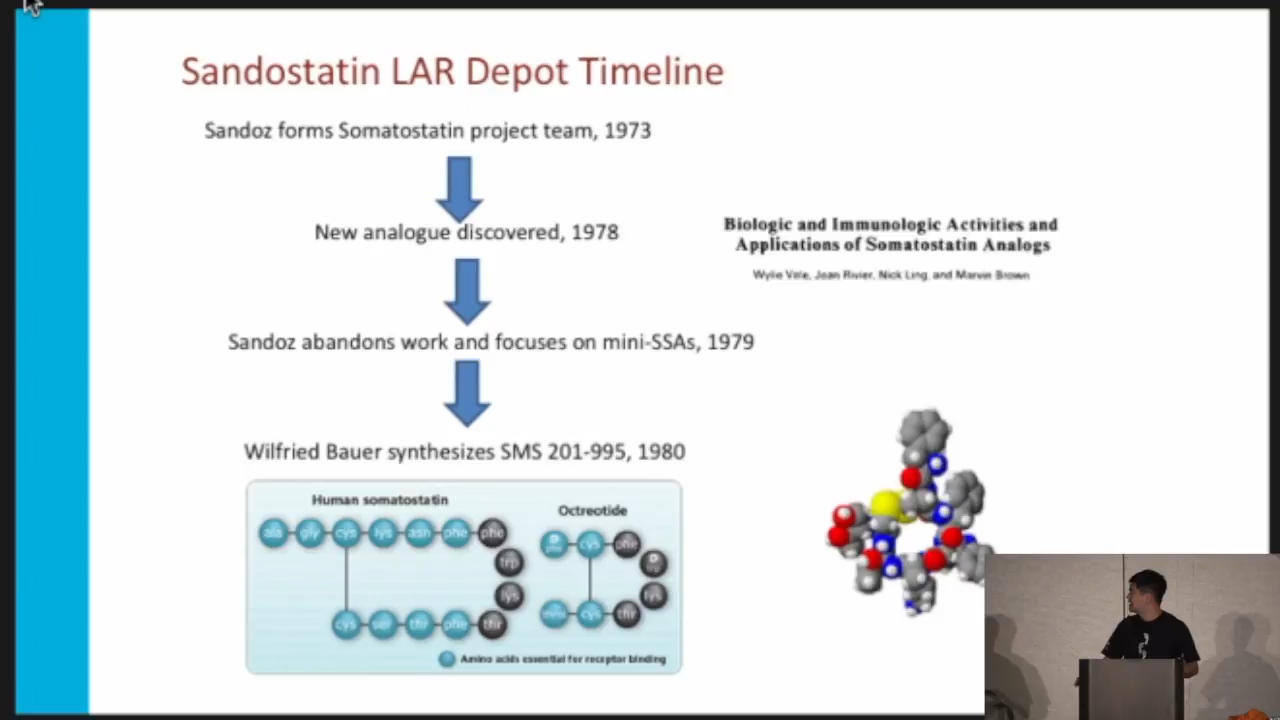 Sandostatin LAR Depot Timeline
Sandoz forms Somatostatin project team, 1973
New analogue discovered, 1978
Biologic and Immunologic Activities and
Applications of Somatostatin Analogs
Wylie Vale, Jean Rivier, Nick Ling, and Marvin Brown
Sandoz abandons work and focuses on mini-SSAs, 1979
Wilfried Bauer synthesizes SMS 201-995, 1980
Human somatostatin
Octreotide
ala gly cys lys asn phe phe
trp
lys
cys ser thr phe thr
D phe cys phe
D
lys
cys thr
Amino acids essential for receptor binding